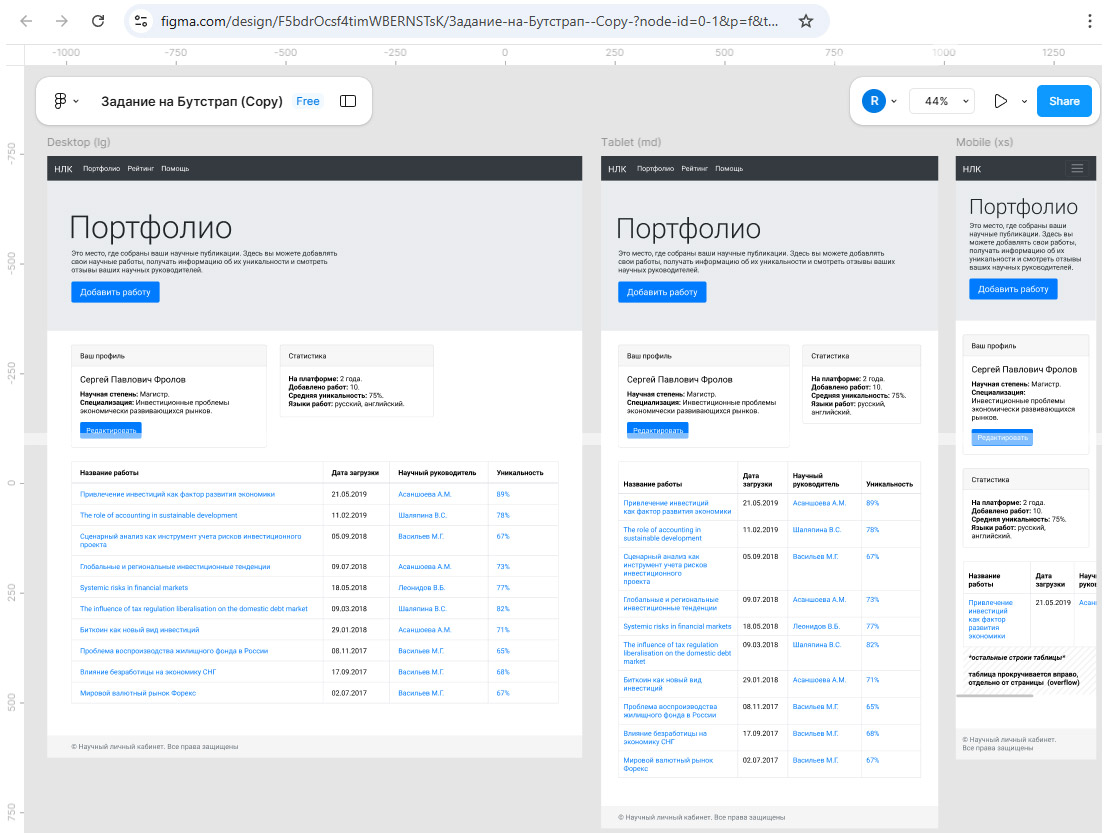 figma.com/design/F5bdrOcsf4timWBERNSTsK/Задание-на-Бутстрап--Copy-?node-id=0-1&p=f&t...
-1000 -750 -500 -250 0 250 500 750 1000 1250
Задание на Бутстрап (Copy) Free
R 44% Share
-750
-500
-250
0
250
500
750
Desktop (lg)
НЛК Портфолио Рейтинг Помощь
Портфолио
Это место, где собраны ваши научные публикации. Здесь вы можете добавлять
свои научные работы, получать информацию об их уникальности и смотреть
отзывы ваших научных руководителей.
Добавить работу
Ваш профиль
Сергей Павлович Фролов
Научная степень: Магистр.
Специализация: Инвестиционные проблемы
экономически развивающихся рынков.
Редактировать
Статистика
На платформе: 2 года.
Добавлено работ: 10.
Средняя уникальность: 75%.
Языки работ: русский, английский.
Название работы Дата загрузки Научный руководитель Уникальность
Привлечение инвестиций как фактор развития экономики 21.05.2019 Асаншоева А.М. 89%
The role of accounting in sustainable development 11.02.2019 Шаляпина В.С. 78%
Сценарный анализ как инструмент учета рисков инвестиционного
проекта 05.09.2018 Васильев М.Г. 67%
Глобальные и региональные инвестиционные тенденции 09.07.2018 Асаншоева А.М. 73%
Systemic risks in financial markets 18.05.2018 Леонидов В.Б. 77%
The influence of tax regulation liberalisation on the domestic debt market 09.03.2018 Шаляпина В.С. 82%
Биткоин как новый вид инвестиций 29.01.2018 Асаншоева А.М. 71%
Проблема воспроизводства жилищного фонда в России 08.11.2017 Васильев М.Г. 65%
Влияние безработицы на экономику СНГ 17.09.2017 Васильев М.Г. 68%
Мировой валютный рынок Форекс 02.07.2017 Васильев М.Г. 67%
© Научный личный кабинет. Все права защищены
Tablet (md)
НЛК Портфолио Рейтинг Помощь
Портфолио
Это место, где собраны ваши научные публикации. Здесь вы можете добавлять
свои работы, получать информацию об их уникальности и смотреть отзывы ваших
научных руководителей.
Добавить работу
Ваш профиль
Сергей Павлович Фролов
Научная степень: Магистр.
Специализация: Инвестиционные проблемы
экономически развивающихся рынков.
Редактировать
Статистика
На платформе: 2 года.
Добавлено работ: 10.
Средняя уникальность: 75%.
Языки работ: русский,
английский.
Название работы Дата
загрузки Научный
руководитель Уникальность
Привлечение инвестиций
как фактор развития экономики 21.05.2019 Асаншоева А.М. 89%
The role of accounting in
sustainable development 11.02.2019 Шаляпина В.С. 78%
Сценарный анализ как
инструмент учета рисков
инвестиционного
проекта 05.09.2018 Васильев М.Г. 67%
Глобальные и региональные
инвестиционные тенденции 09.07.2018 Асаншоева А.М. 73%
Systemic risks in financial markets 18.05.2018 Леонидов В.Б. 77%
The influence of tax regulation
liberalisation on the domestic debt
market 09.03.2018 Шаляпина В.С. 82%
Биткоин как новый вид
инвестиций 29.01.2018 Асаншоева А.М. 71%
Проблема воспроизводства
жилищного фонда в России 08.11.2017 Васильев М.Г. 65%
Влияние безработицы на
экономику СНГ 17.09.2017 Васильев М.Г. 68%
Мировой валютный рынок
Форекс 02.07.2017 Васильев М.Г. 67%
© Научный личный кабинет. Все права защищены
Mobile (xs)
НЛК
Портфолио
Это место, где собраны ваши
научные публикации. Здесь вы
можете добавлять свои работы,
получать информацию об их
уникальности и смотреть отзывы
ваших научных руководителей.
Добавить работу
Ваш профиль
Сергей Павлович Фролов
Научная степень: Магистр.
Специализация:
Инвестиционные проблемы
экономически развивающихся
рынков.
Редактировать
Статистика
На платформе: 2 года.
Добавлено работ: 10.
Средняя уникальность: 75%.
Языки работ: русский,
английский.
Название
работы Дата
загрузки
Привлечение
инвестиций
как фактор
развития
экономики 21.05.2019
*остальные строки таблицы*
таблица прокручивается вправо,
отдельно от страницы (overflow)
© Научный личный кабинет.
Все права защищены